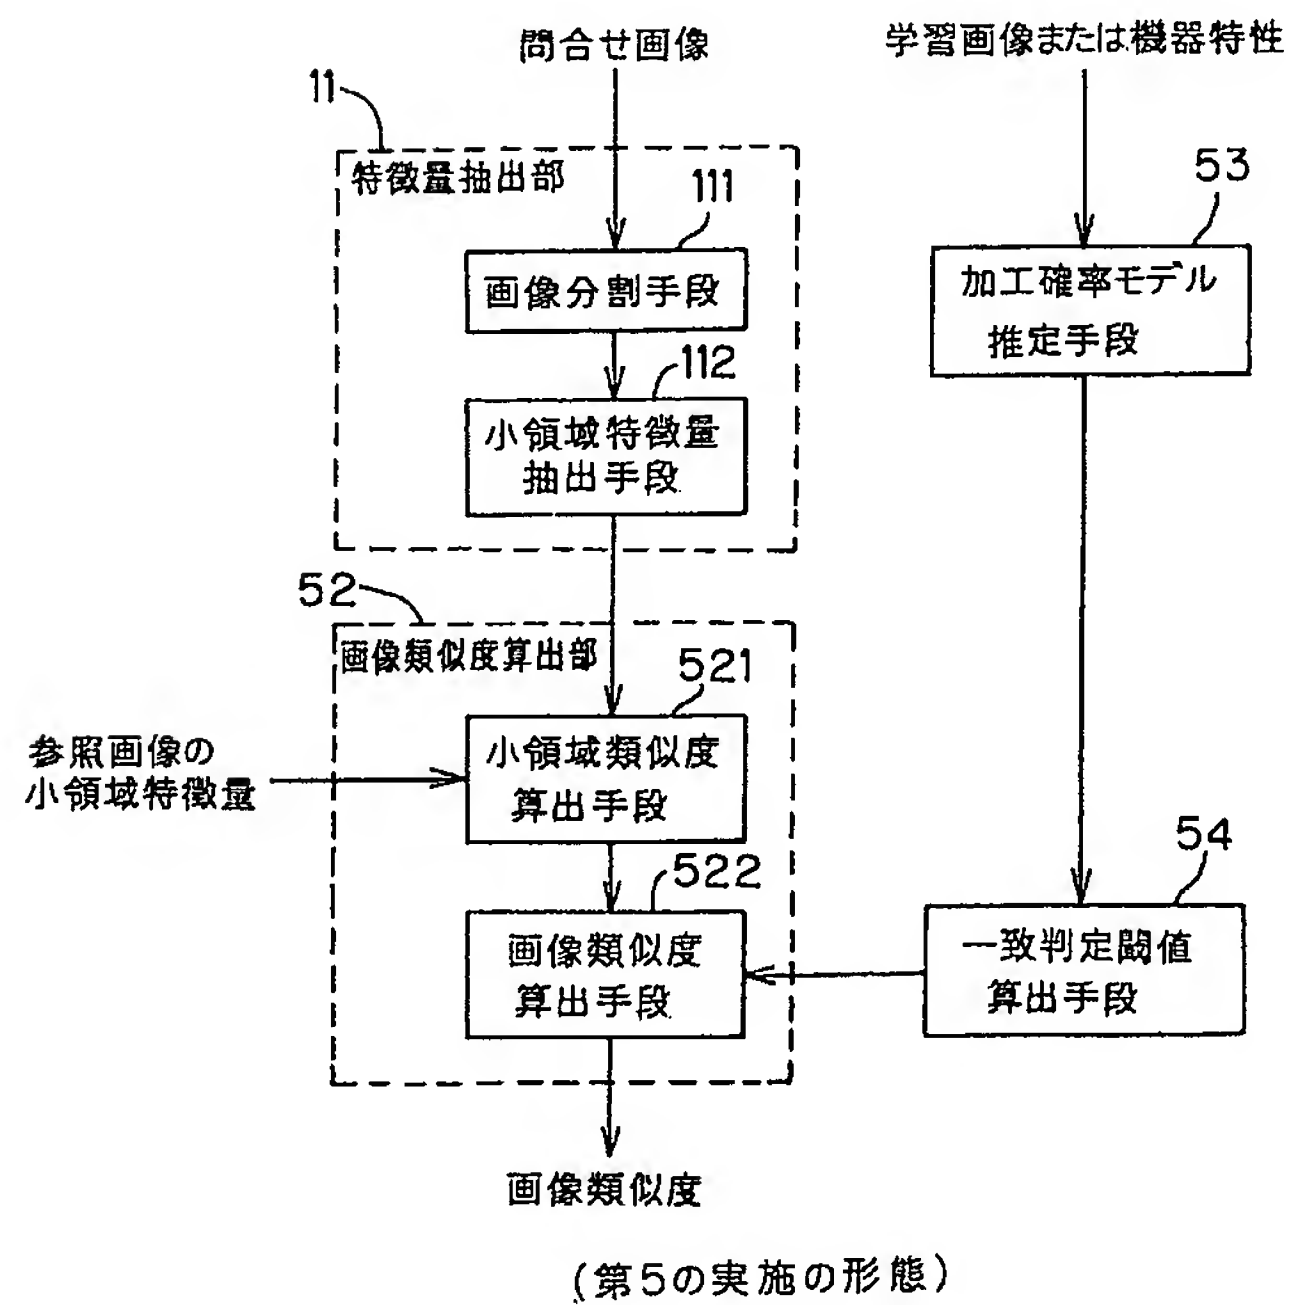 問合せ画像
学習画像または機器特性
11
特徴量抽出部
111
画像分割手段
112
小領域特徴量
抽出手段
53
加工確率モデル
推定手段
52
画像類似度算出部
521
小領域類似度
算出手段
参照画像の
小領域特徴量
522
画像類似度
算出手段
54
一致判定閾値
算出手段
画像類似度
(第5の実施の形態)